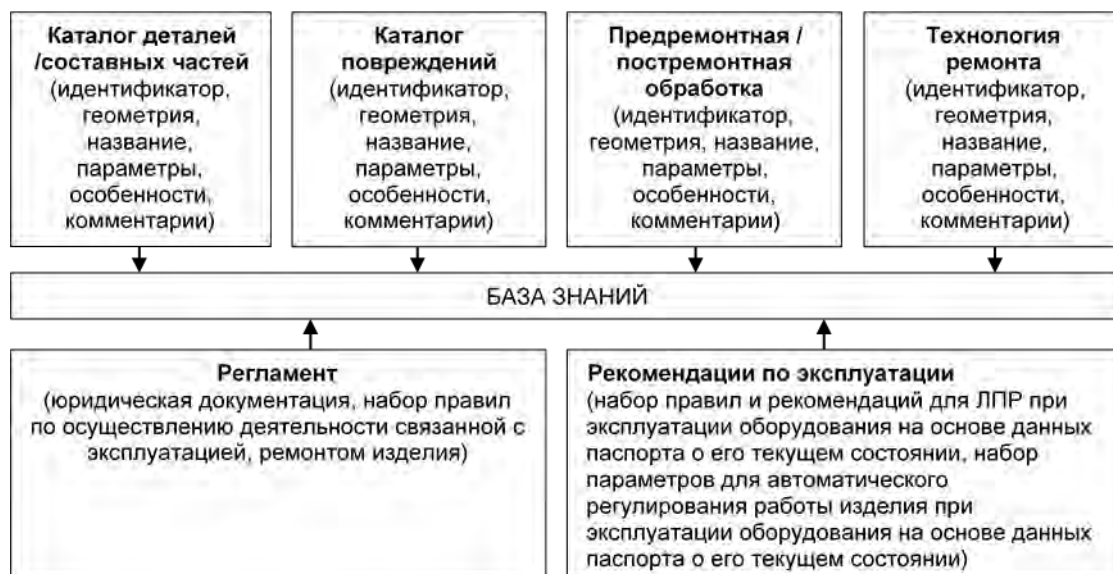 Каталог деталей
/составных частей
(идентификатор,
геометрия,
название,
параметры,
особенности,
комментарии)
Каталог
повреждений
(идентификатор,
геометрия,
название,
параметры,
особенности,
комментарии)
Предремонтная /
постремонтная
обработка
(идентификатор,
геометрия, название,
параметры,
особенности,
комментарии)
Технология
ремонта
(идентификатор,
геометрия,
название,
параметры,
особенности,
комментарии)
БАЗА ЗНАНИЙ
Регламент
(юридическая документация, набор правил
по осуществлению деятельности связанной с
эксплуатацией, ремонтом изделия)
Рекомендации по эксплуатации
(набор правил и рекомендаций для ЛПР при
эксплуатации оборудования на основе данных
паспорта о его текущем состоянии, набор
параметров для автоматического
регулирования работы изделия при
эксплуатации оборудования на основе данных
паспорта о его текущем состоянии)